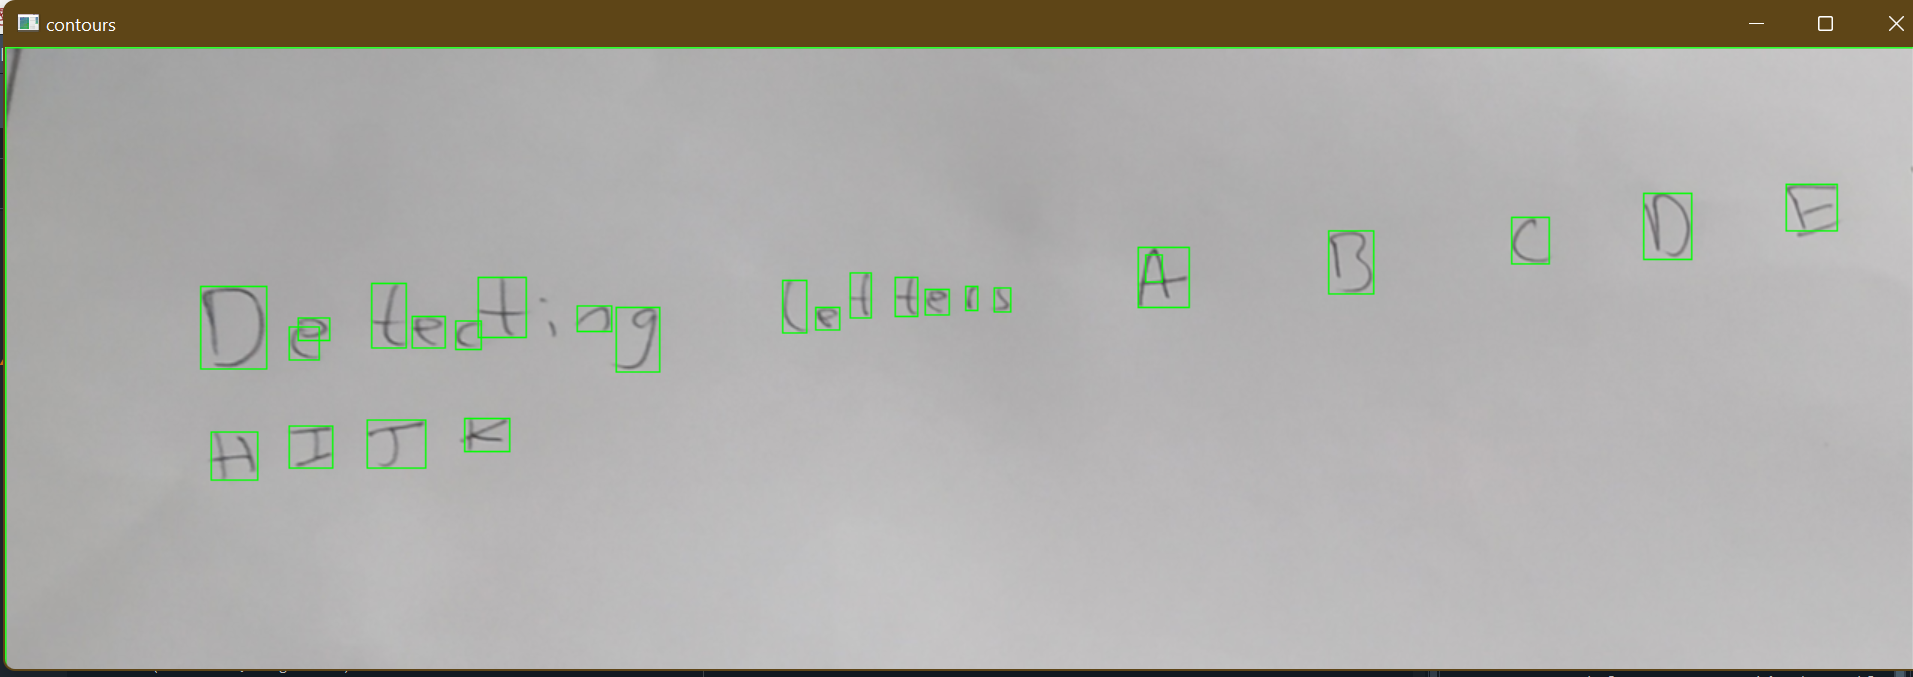 contours
Detecting letters A B C D E
H I J K